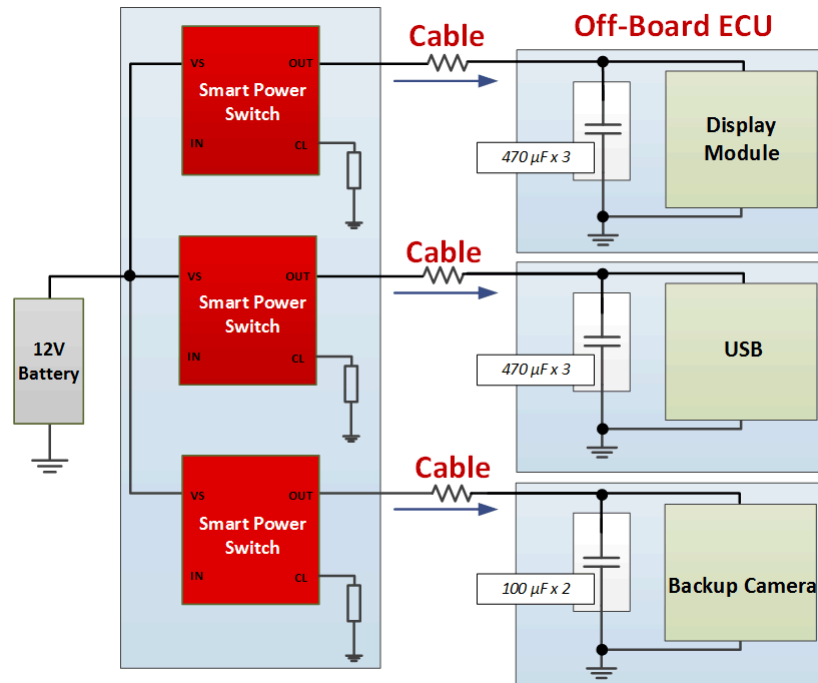 Cable
Off-Board ECU
VS
OUT
Smart Power
Switch
IN
CL
470 µF x 3
Display
Module
Cable
VS
OUT
Smart Power
Switch
IN
CL
470 µF x 3
USB
12V
Battery
Cable
VS
OUT
Smart Power
Switch
IN
CL
100 µF x 2
Backup Camera